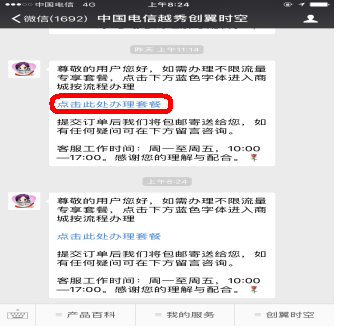 中国电信 4G 上午8:24
微信(1692) 中国电信越秀创翼时空
昨天 上午11:14
尊敬的用户您好，如需办理不限流量
专享套餐，点击下方蓝色字体进入商
城按流程办理
点击此处办理套餐
提交订单后我们将包邮寄送给您，如
有任何疑问可在下方留言咨询。
客服工作时间：周一至周五，10:00
—17:00。感谢您的理解与配合。🌹
上午8:24
尊敬的用户您好，如需办理不限流量
专享套餐，点击下方蓝色字体进入商
城按流程办理
点击此处办理套餐
提交订单后我们将包邮寄送给您，如
有任何疑问可在下方留言咨询。
客服工作时间：周一至周五，10:00
—17:00。感谢您的理解与配合。🌹
产品百科 我的服务 创翼时空